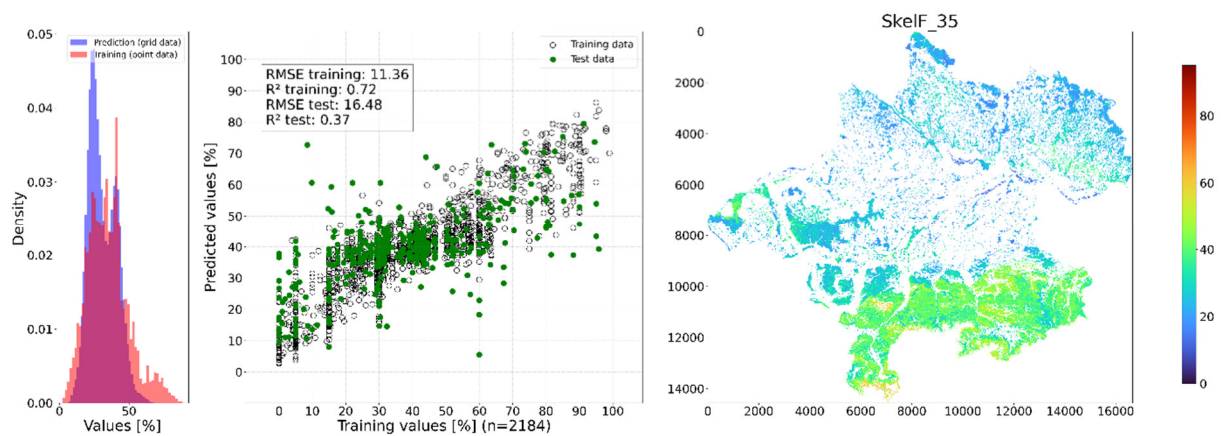 0.05
0.04
0.03
0.02
0.01
0.00
Density
Prediction (grid data)
Training (point data)
50
Values [%]
100
90
80
70
60
50
40
30
20
10
0
Predicted values [%]
RMSE training: 11.36
R² training: 0.72
RMSE test: 16.48
R² test: 0.37
Training data
Test data
0 10 20 30 40 50 60 70 80 90 100
Training values [%] (n=2184)
SkelF_35
0
2000
4000
6000
8000
10000
12000
14000
0 2000 4000 6000 8000 10000 12000 14000 16000
80
60
40
20
0